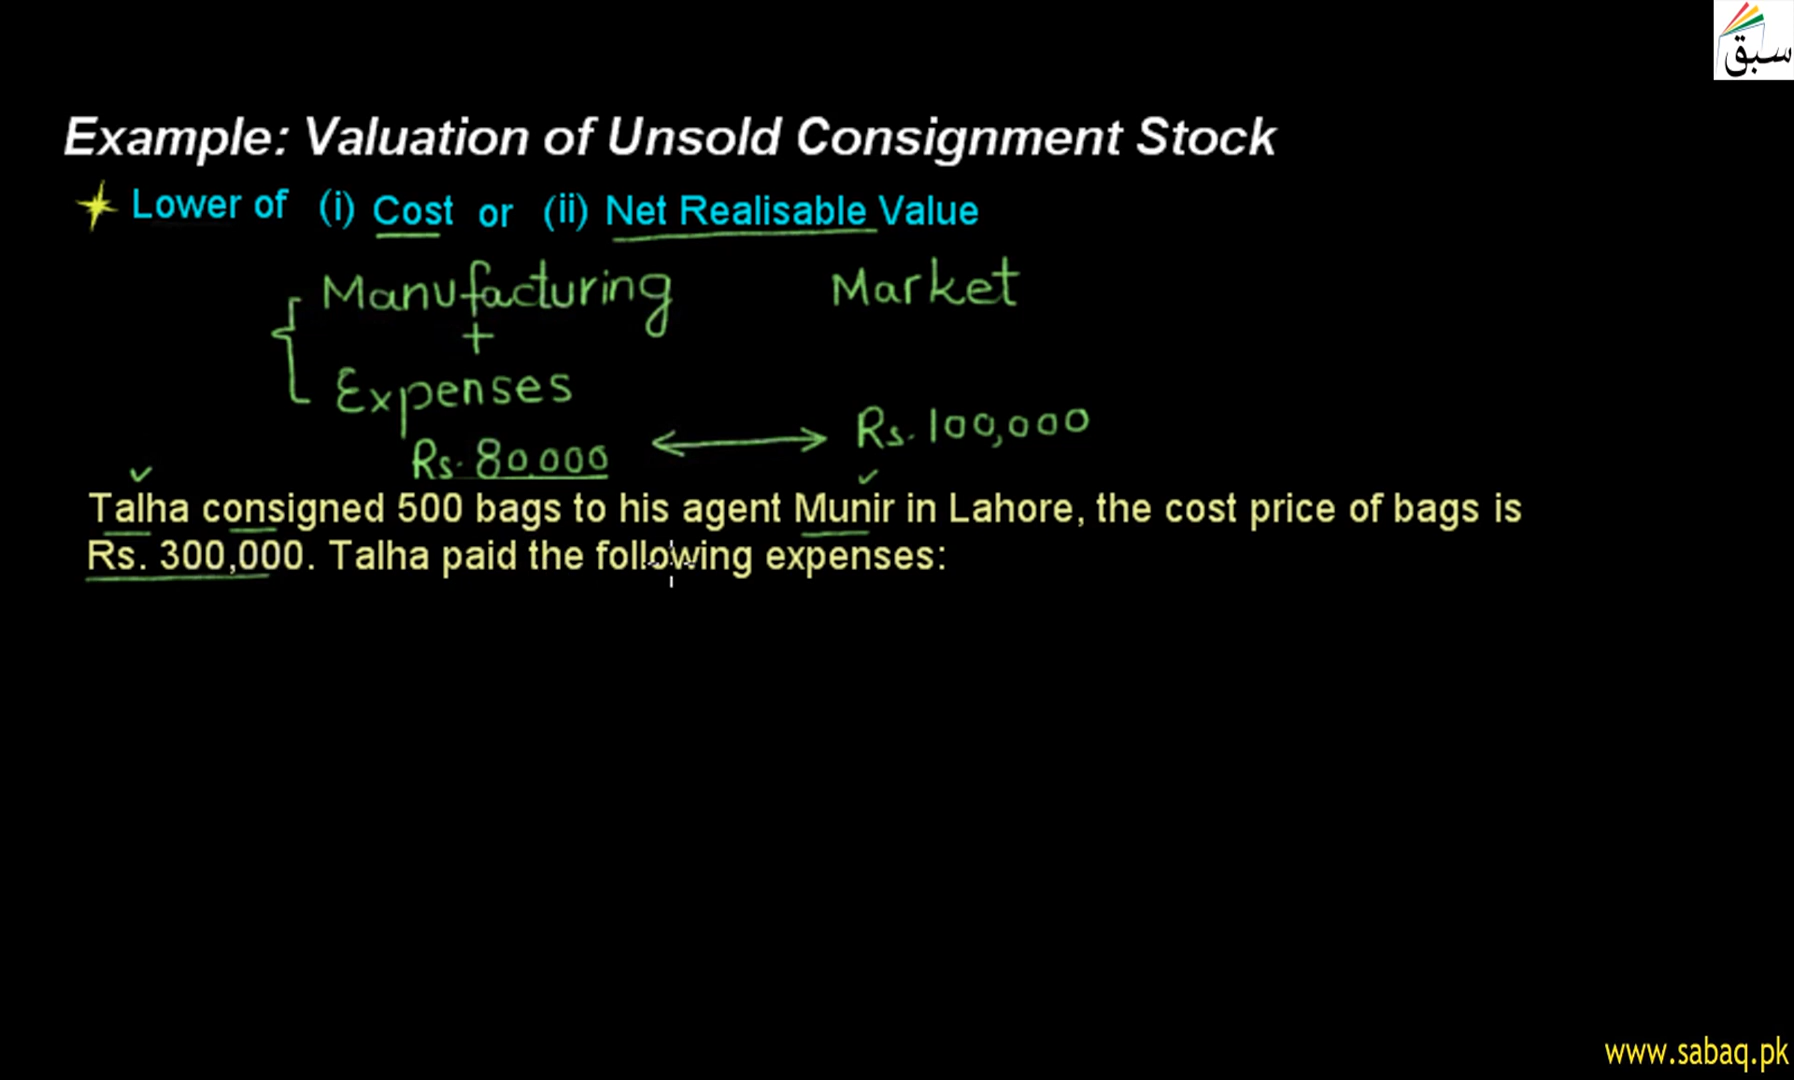 سبق
Example: Valuation of Unsold Consignment Stock
Lower of (i) Cost or (ii) Net Realisable Value
Manufacturing Market
+
Expenses
Rs. 80,000 Rs. 100,000
Talha consigned 500 bags to his agent Munir in Lahore, the cost price of bags is
Rs. 300,000. Talha paid the following expenses:
www.sabaq.pk